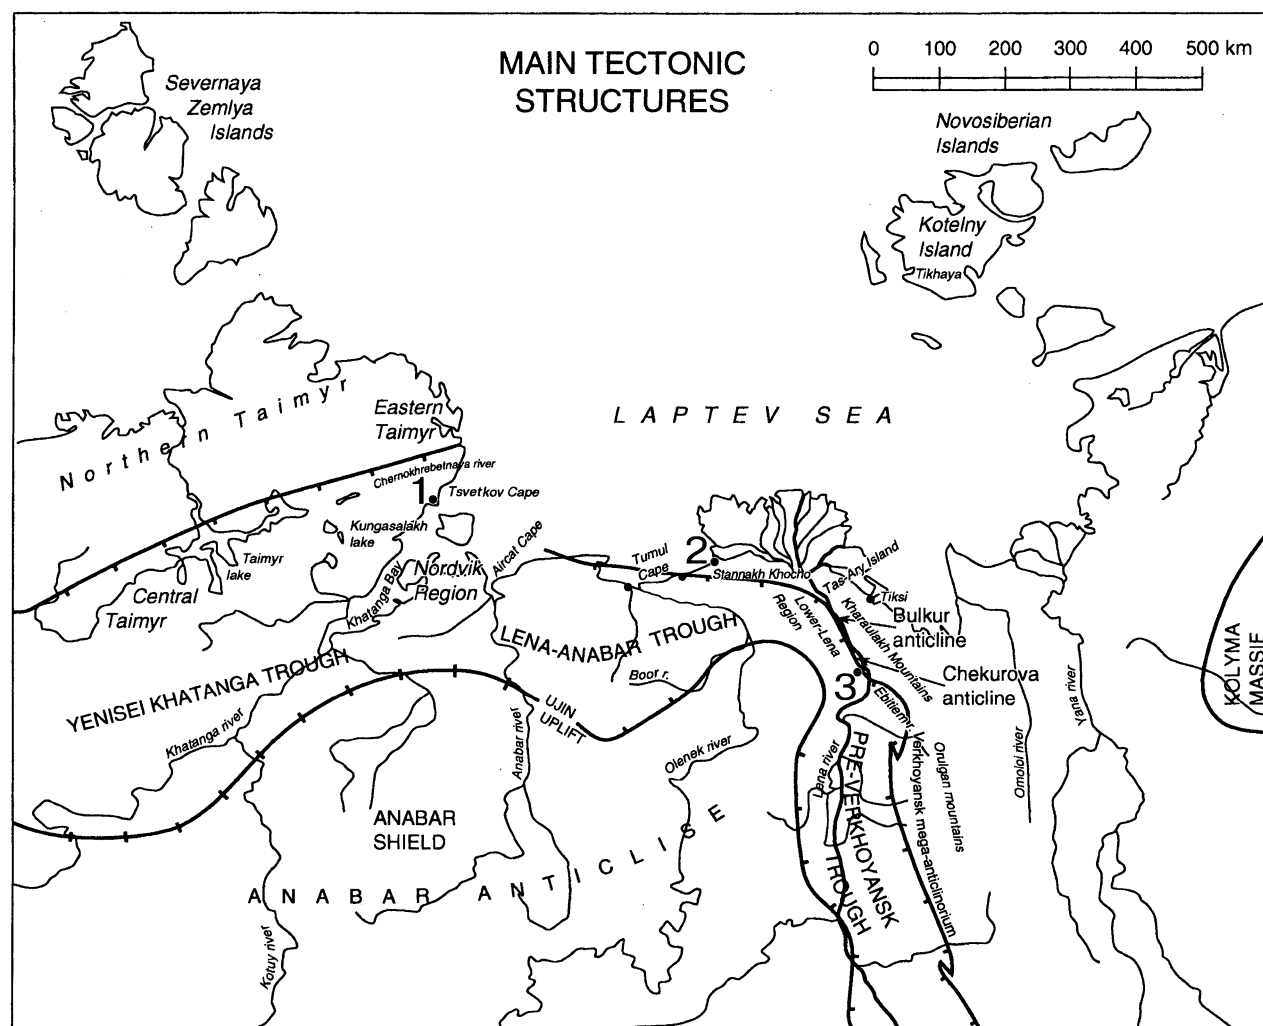 MAIN TECTONIC
STRUCTURES
0 100 200 300 400 500 km
Severnaya
Zemlya
Islands
Novosiberian
Islands
Kotelny
Island
Tikhaya
LAPTEV SEA
Northern Taimyr
Eastern
Taimyr
Chernokhrebetnaya river
1
Tsvetkov Cape
Kungasalakh
lake
Taimyr
lake
Central
Taimyr
Khatanga Bay
Nordvik
Region
Aircat Cape
Tumul
Cape
2
Stannakh Khocho
Tas-Ary Island
Tiksi
Bulkur
anticline
Lower-Lena
Region
Kharaulakh Mountains
Chekurova
anticline
3
Ebitiem r.
LENA-ANABAR TROUGH
YENISEI KHATANGA TROUGH
Boor r.
UJIN
UPLIFT
Khatanga river
Anabar river
Olenek river
Lena river
PRE-VERKHOYANSK
TROUGH
Verkhoyansk mega-anticlinorium
Orulgan mountains
Omoloi river
Yana river
KOLYMA
MASSIF
ANABAR
SHIELD
ANABAR ANTICLISE
Kotuy river